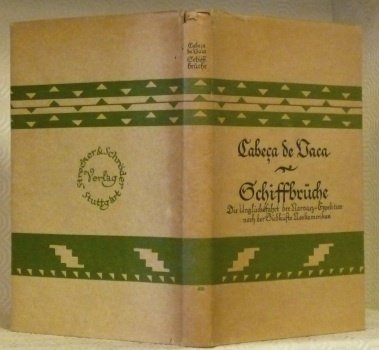 Cabeça
de Vaca
Schiff
brüche
Strecker & Schröder
Verlag
Stuttgart
Cabeça de Vaca
Schiffbrüche
Die Unglücksfahrt der Narvaez-Expedition
nach der Südküste Nordamerikas